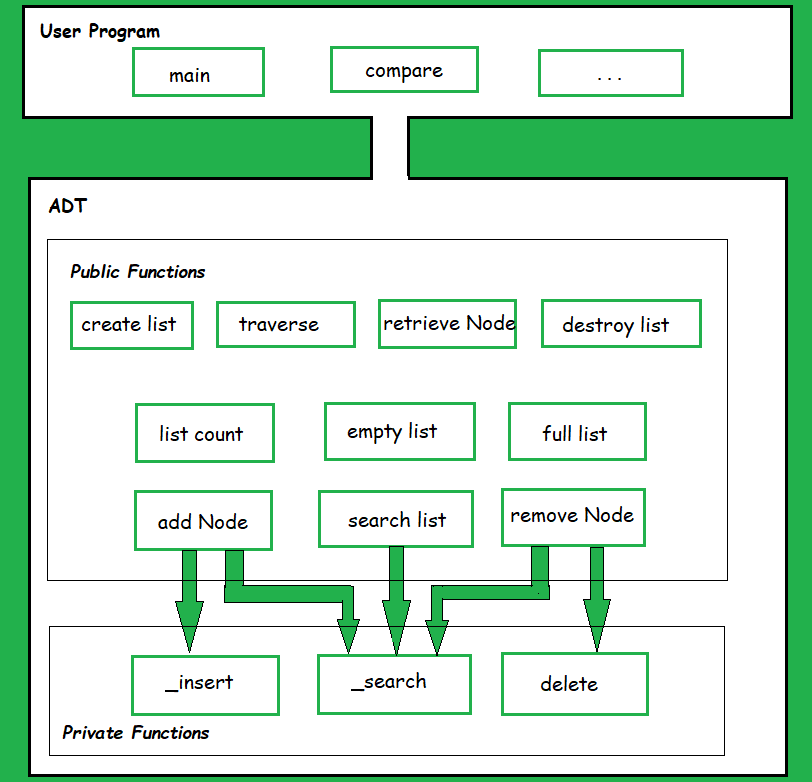 User Program
main
compare
...
ADT
Public Functions
create list
traverse
retrieve Node
destroy list
list count
empty list
full list
add Node
search list
remove Node
_insert
_search
delete
Private Functions